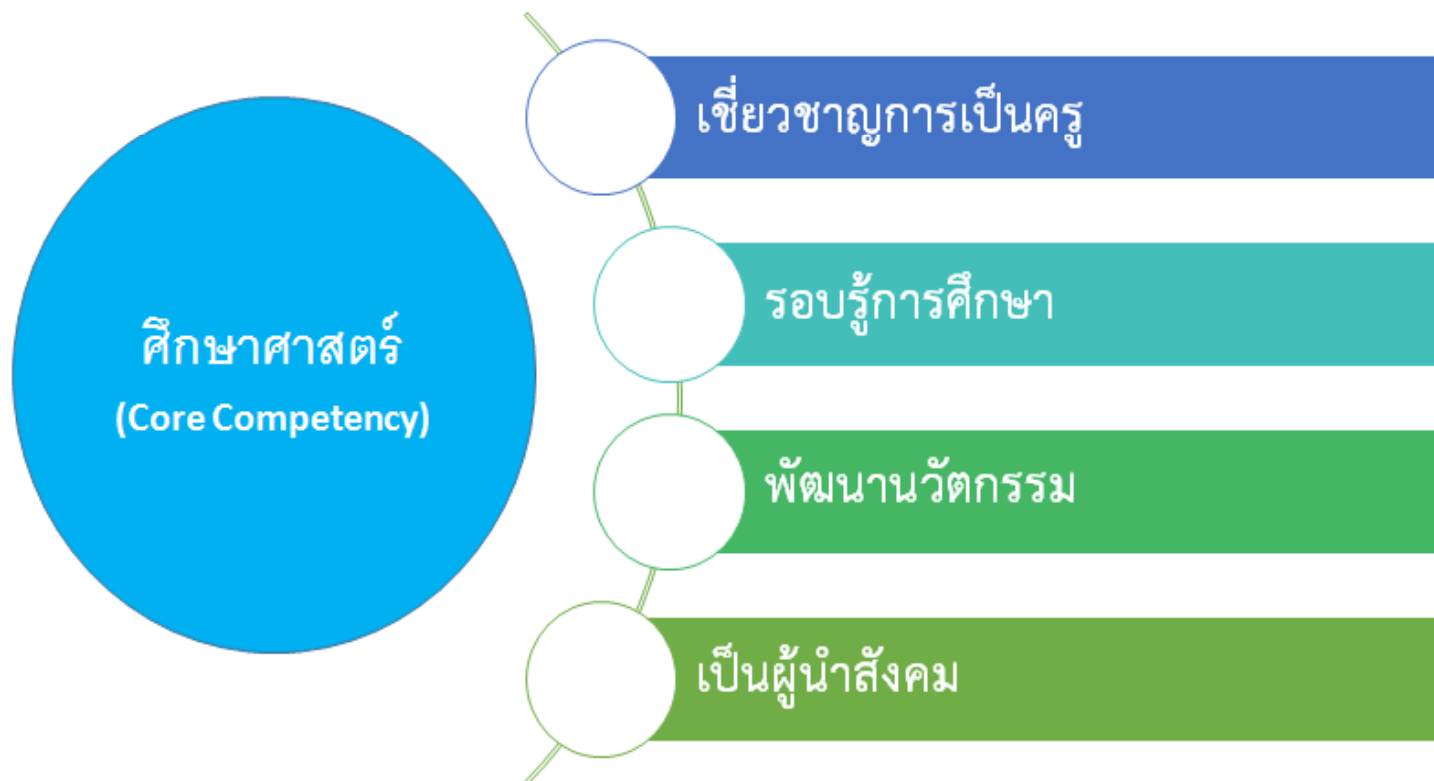 ศึกษาศาสตร์
(Core Competency)
เชี่ยวชาญการเป็นครู
รอบรู้การศึกษา
พัฒนานวัตกรรม
เป็นผู้นำสังคม